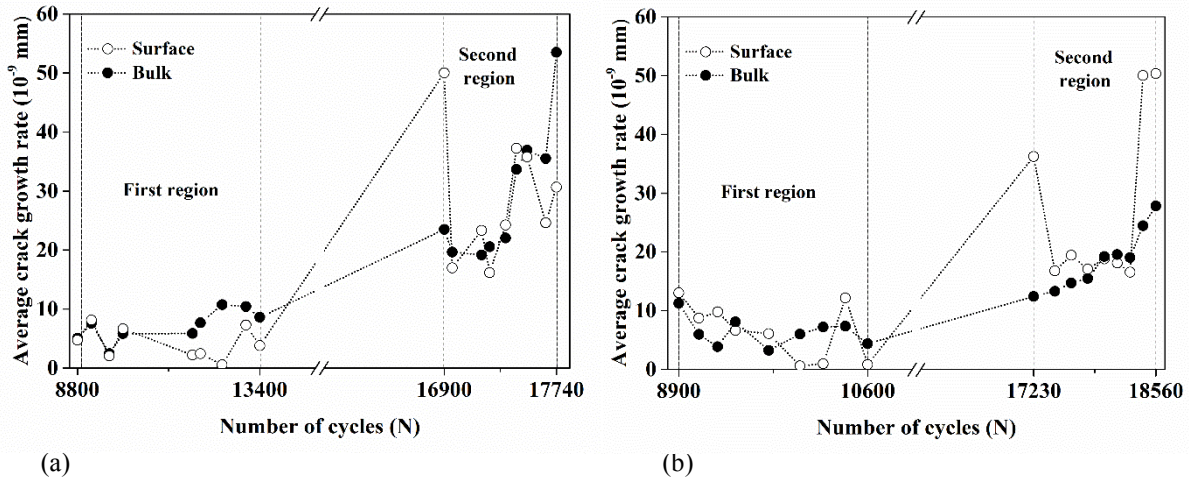 Average crack growth rate (10⁻⁹ mm)
60
50
40
30
20
10
0
Surface
Bulk
First region
Second
region
8800
13400
16900
17740
Number of cycles (N)
(a)
Average crack growth rate (10⁻⁹ mm)
60
50
40
30
20
10
0
Surface
Bulk
First region
Second
region
8900
10600
17230
18560
Number of cycles (N)
(b)